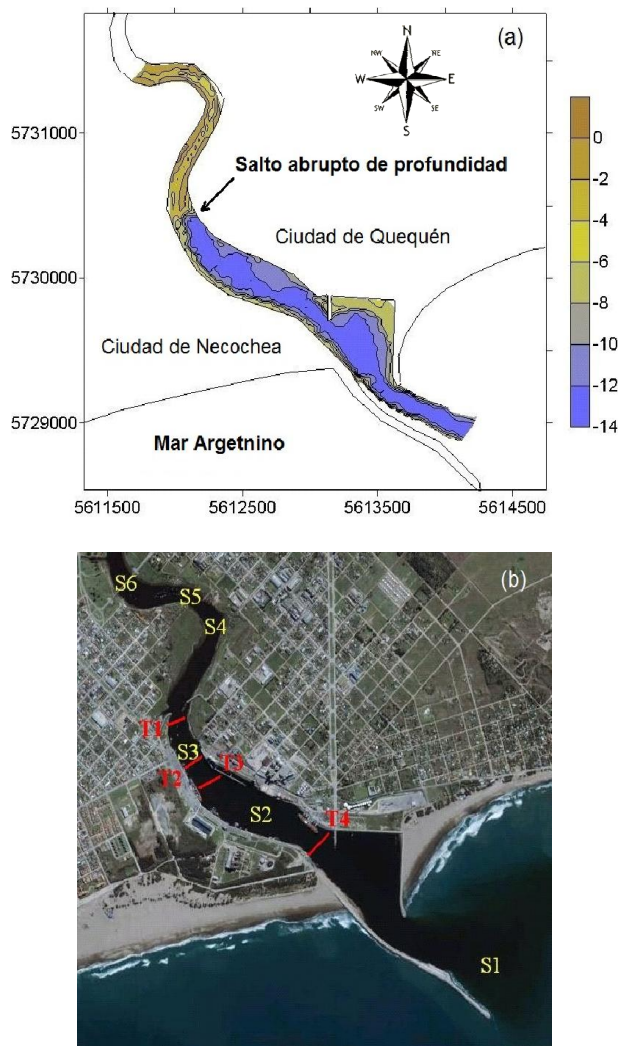 (a)
N
NW
NE
W
E
SW
SE
S
5731000
5730000
5729000
Salto abrupto de profundidad
Ciudad de Quequén
Ciudad de Necochea
Mar Argetnino
0
-2
-4
-6
-8
-10
-12
-14
5611500
5612500
5613500
5614500
(b)
S6
S5
S4
T1
S3
T2
T3
S2
T4
S1